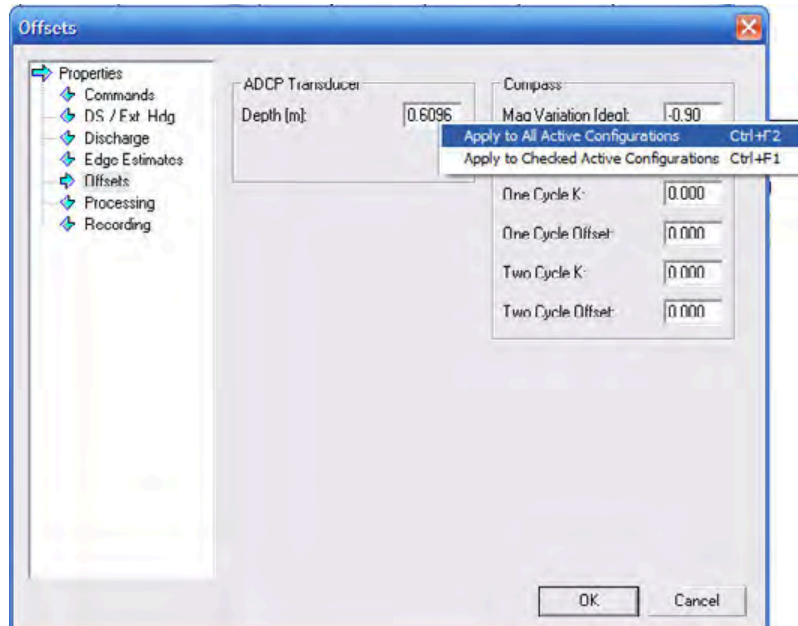 Offsets
Properties
Commands
DS / Ext. Hdg
Discharge
Edge Estimates
Offsets
Processing
Recording
ADCP Transducer
Depth [m]: 0.6096
Compass
Mag Variation [deg]: -0.90
Apply to All Active Configurations Ctrl+F2
Apply to Checked Active Configurations Ctrl+F1
One Cycle K: 0.000
One Cycle Offset: 0.000
Two Cycle K: 0.000
Two Cycle Offset: 0.000
OK Cancel